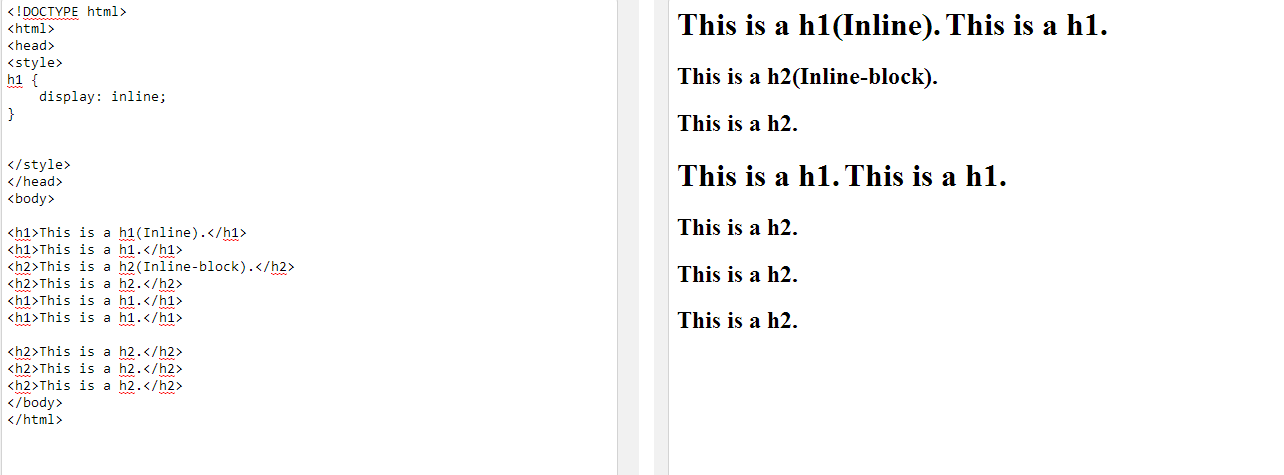 <!DOCTYPE html>
<html>
<head>
<style>
h1 {
    display: inline;
}
</style>
</head>
<body>
<h1>This is a h1(Inline).</h1>
<h1>This is a h1.</h1>
<h2>This is a h2(Inline-block).</h2>
<h2>This is a h2.</h2>
<h1>This is a h1.</h1>
<h1>This is a h1.</h1>
<h2>This is a h2.</h2>
<h2>This is a h2.</h2>
<h2>This is a h2.</h2>
</body>
</html>
This is a h1(Inline). This is a h1.
This is a h2(Inline-block).
This is a h2.
This is a h1. This is a h1.
This is a h2.
This is a h2.
This is a h2.